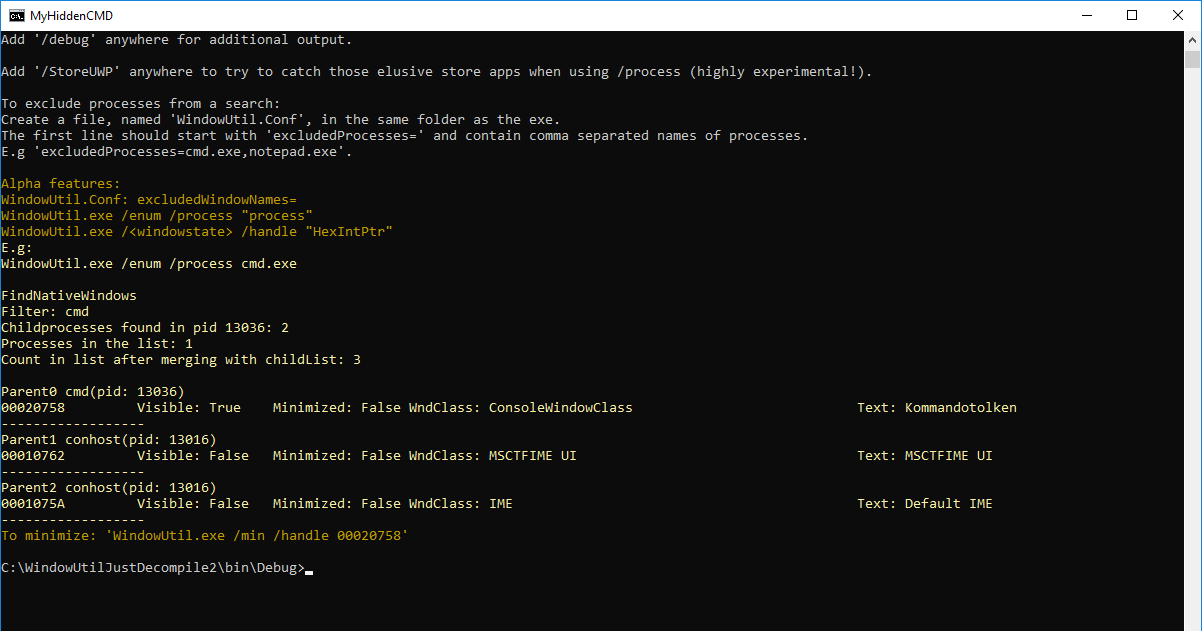 MyHiddenCMD
Add '/debug' anywhere for additional output.
Add '/StoreUWP' anywhere to try to catch those elusive store apps when using /process (highly experimental!).
To exclude processes from a search:
Create a file, named 'WindowUtil.Conf', in the same folder as the exe.
The first line should start with 'excludedProcesses=' and contain comma separated names of processes.
E.g 'excludedProcesses=cmd.exe,notepad.exe'.
Alpha features:
WindowUtil.Conf: excludedWindowNames=
WindowUtil.exe /enum /process "process"
WindowUtil.exe /<windowstate> /handle "HexIntPtr"
E.g:
WindowUtil.exe /enum /process cmd.exe
FindNativeWindows
Filter: cmd
Childprocesses found in pid 13036: 2
Processes in the list: 1
Count in list after merging with childList: 3
Parent0 cmd(pid: 13036)
00020758 Visible: True Minimized: False WndClass: ConsoleWindowClass Text: Kommandotolken
------------------
Parent1 conhost(pid: 13016)
00010762 Visible: False Minimized: False WndClass: MSCTFIME UI Text: MSCTFIME UI
------------------
Parent2 conhost(pid: 13016)
0001075A Visible: False Minimized: False WndClass: IME Text: Default IME
------------------
To minimize: 'WindowUtil.exe /min /handle 00020758'
C:\WindowUtilJustDecompile2\bin\Debug>